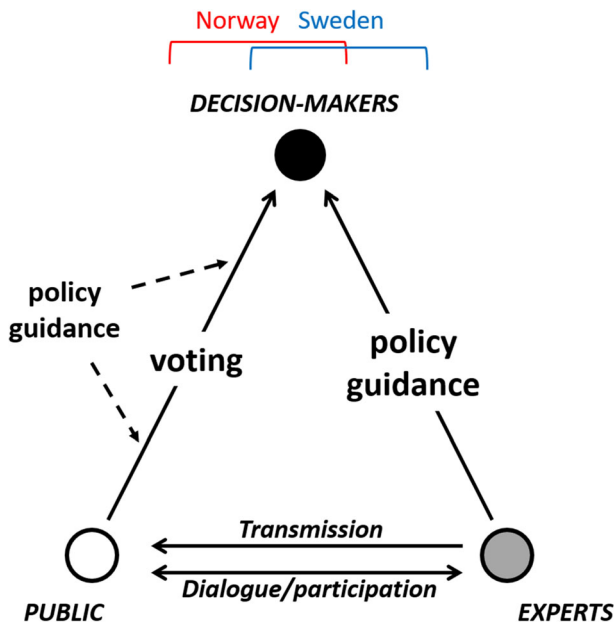 Norway Sweden
DECISION-MAKERS
policy
guidance
voting
policy
guidance
Transmission
Dialogue/participation
PUBLIC
EXPERTS